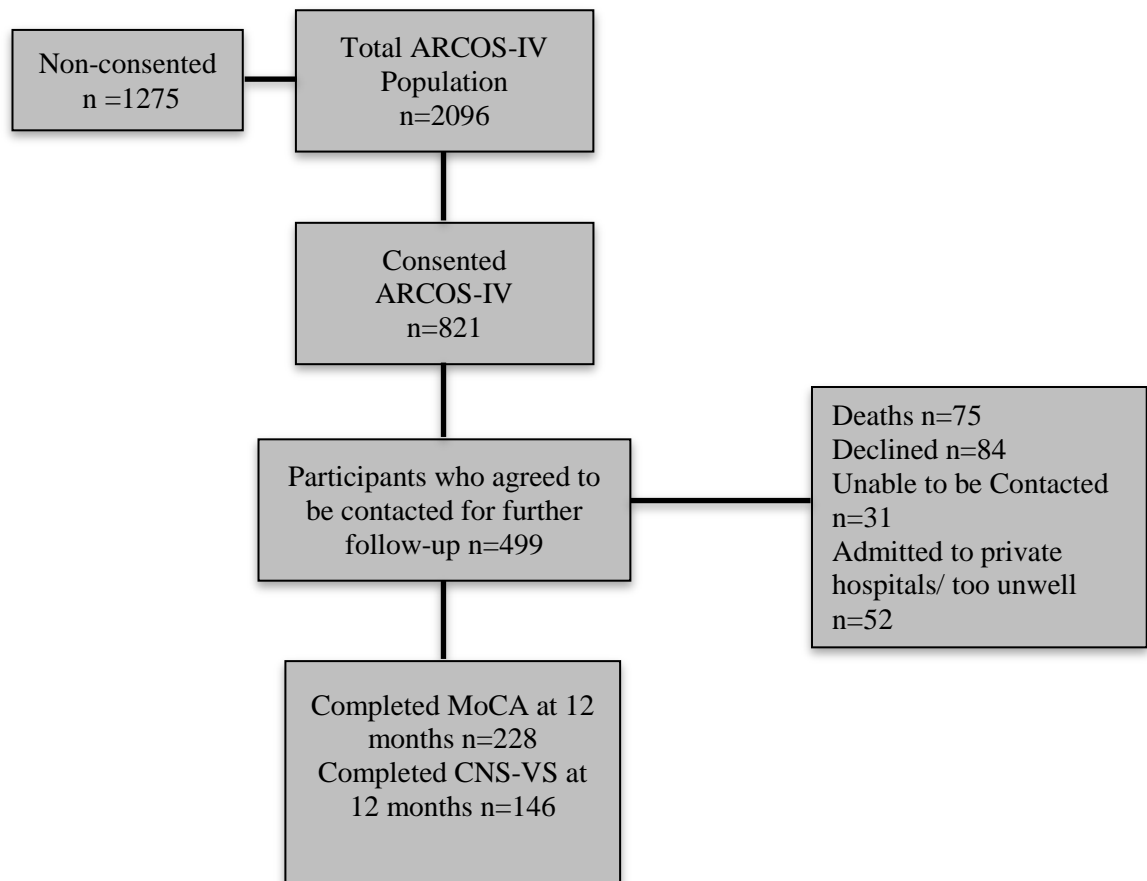 Non-consented
n =1275
Total ARCOS-IV
Population
n=2096
Consented
ARCOS-IV
n=821
Participants who agreed to
be contacted for further
follow-up n=499
Deaths n=75
Declined n=84
Unable to be Contacted
n=31
Admitted to private
hospitals/ too unwell
n=52
Completed MoCA at 12
months n=228
Completed CNS-VS at
12 months n=146